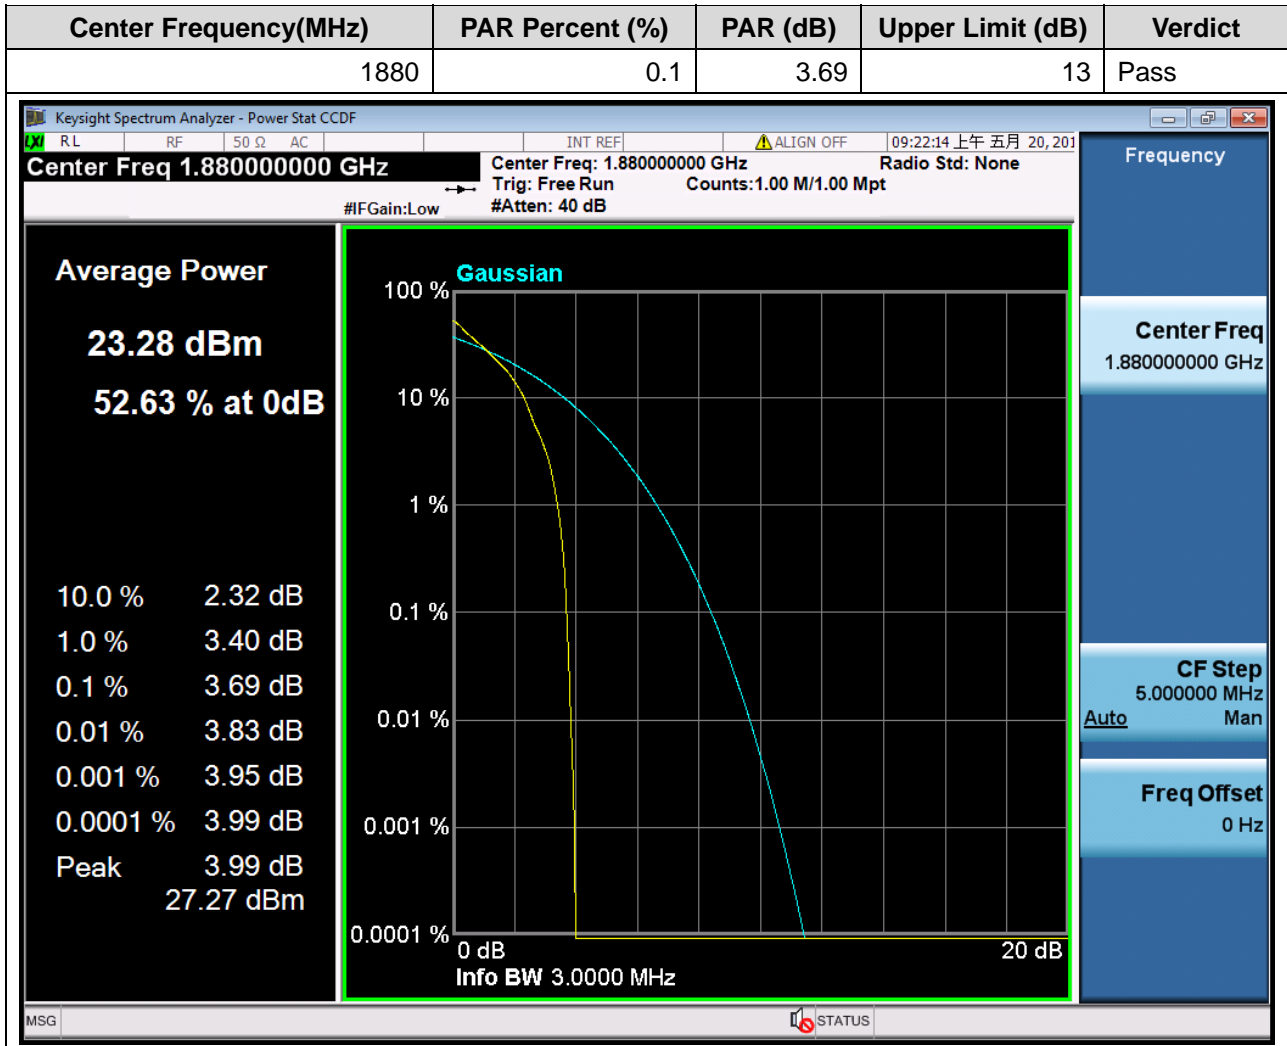 Center Frequency(MHz) PAR Percent (%) PAR (dB) Upper Limit (dB) Verdict
1880 0.1 3.69 13 Pass
Keysight Spectrum Analyzer - Power Stat CCDF
LXI RL RF 50 Ω AC INT REF ALIGN OFF 09:22:14 上午 五月 20, 201
Center Freq 1.880000000 GHz
Center Freq: 1.880000000 GHz Radio Std: None
Trig: Free Run Counts:1.00 M/1.00 Mpt
#IFGain:Low #Atten: 40 dB
Frequency
Average Power
23.28 dBm
52.63 % at 0dB
10.0 % 2.32 dB
1.0 % 3.40 dB
0.1 % 3.69 dB
0.01 % 3.83 dB
0.001 % 3.95 dB
0.0001 % 3.99 dB
Peak 3.99 dB
27.27 dBm
Gaussian
100 %
10 %
1 %
0.1 %
0.01 %
0.001 %
0.0001 %
0 dB 20 dB
Info BW 3.0000 MHz
Center Freq
1.880000000 GHz
CF Step
5.000000 MHz
Auto Man
Freq Offset
0 Hz
MSG STATUS